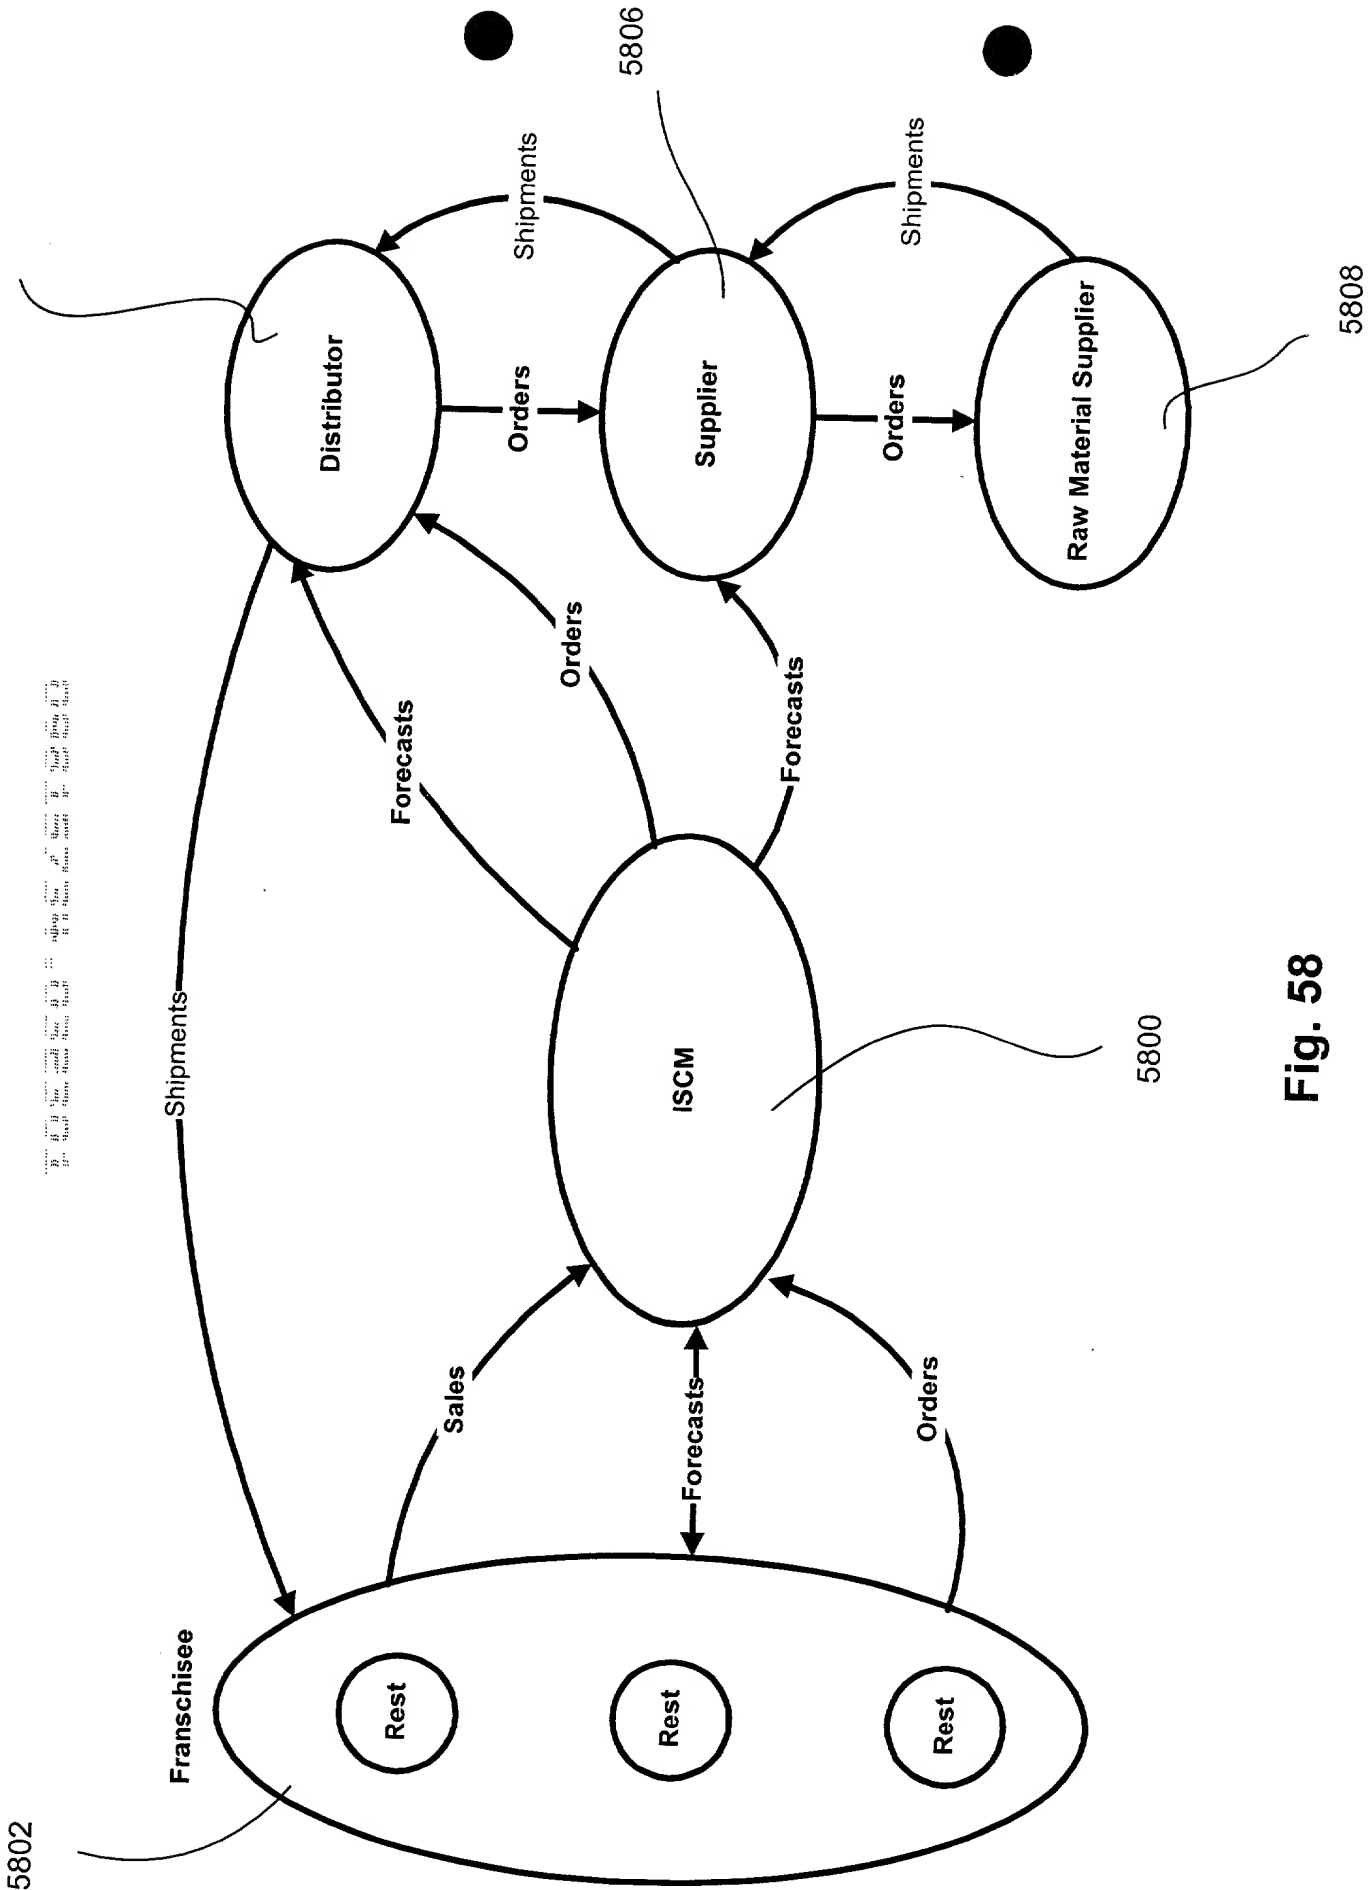 5802
Franschisee
Rest
Rest
Rest
Shipments
Sales
Forecasts
Orders
ISCM
5800
Forecasts
Orders
Forecasts
Distributor
Orders
Supplier
Orders
Raw Material Supplier
Shipments
Shipments
5806
5808
Fig. 58